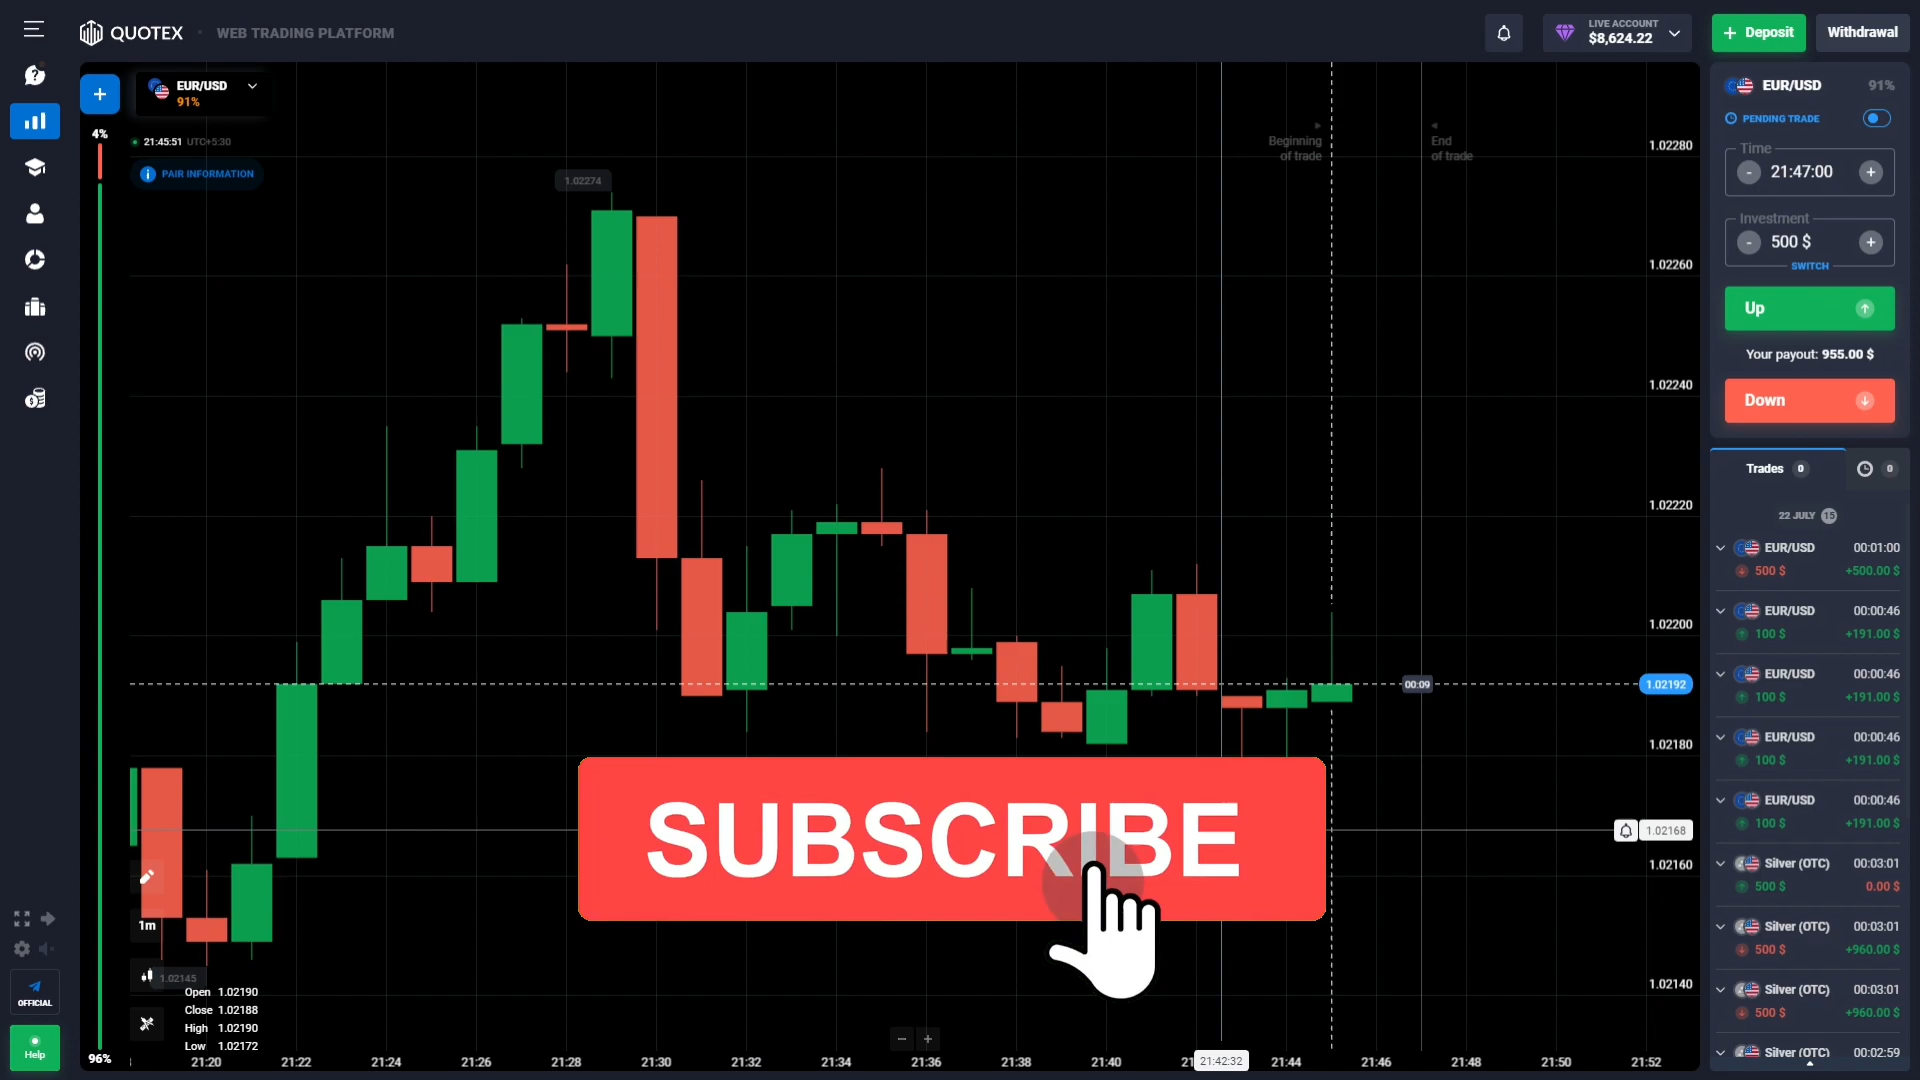 QUOTEX
WEB TRADING PLATFORM
LIVE ACCOUNT
$8,624.22
Deposit
Withdrawal
EUR/USD
91%
4%
21:45:51 UTC+5:30
PAIR INFORMATION
1.02274
Beginning
of trade
End
of trade
1.02280
1.02260
1.02240
1.02220
1.02200
1.02192
1.02180
1.02168
1.02160
1.02140
00:09
SUBSCRIBE
1m
1.02145
Open 1.02190
Close 1.02188
High 1.02190
Low 1.02172
96%
21:20
21:22
21:24
21:26
21:28
21:30
21:32
21:34
21:36
21:38
21:40
21:42:32
21:44
21:46
21:48
21:50
21:52
OFFICIAL
Help
EUR/USD
91%
PENDING TRADE
Time
- 21:47:00 +
Investment
- 500 $ +
SWITCH
Up
Your payout: 955.00 $
Down
Trades 0
0
22 JULY 15
EUR/USD 00:01:00
500 $ +500.00 $
EUR/USD 00:00:46
100 $ +191.00 $
EUR/USD 00:00:46
100 $ +191.00 $
EUR/USD 00:00:46
100 $ +191.00 $
EUR/USD 00:00:46
100 $ +191.00 $
Silver (OTC) 00:03:01
500 $ 0.00 $
Silver (OTC) 00:03:01
500 $ +960.00 $
Silver (OTC) 00:03:01
500 $ +960.00 $
Silver (OTC) 00:02:59